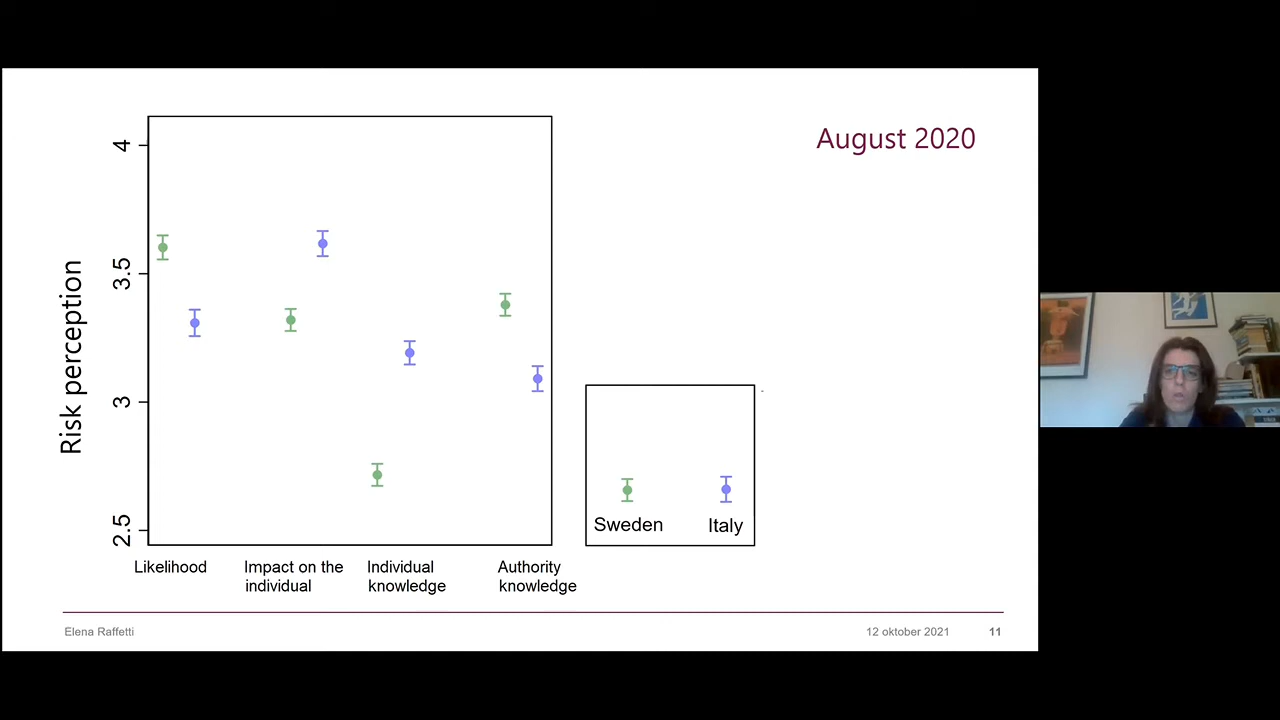 August 2020
Risk perception
4
3.5
3
2.5
Likelihood
Impact on the
individual
Individual
knowledge
Authority
knowledge
Sweden
Italy
Elena Raffetti
12 oktober 2021
11